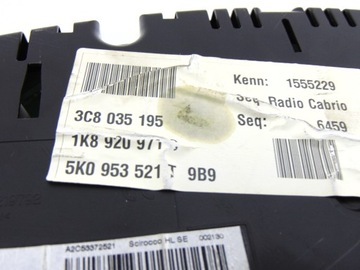 Kenn: 1555229
Seq. Radio Cabrio
3C8 035 195 Seq: 6459
1K8 920 971
5K0 953 521 T 9B9
A2C53372521 Scirocco HL SE 002130